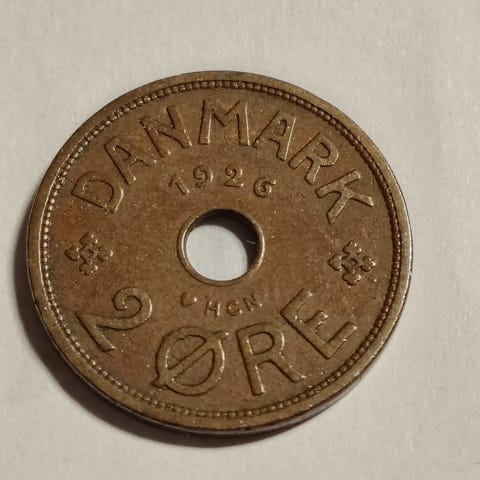 DANMARK
1926
HCN
2 ØRE